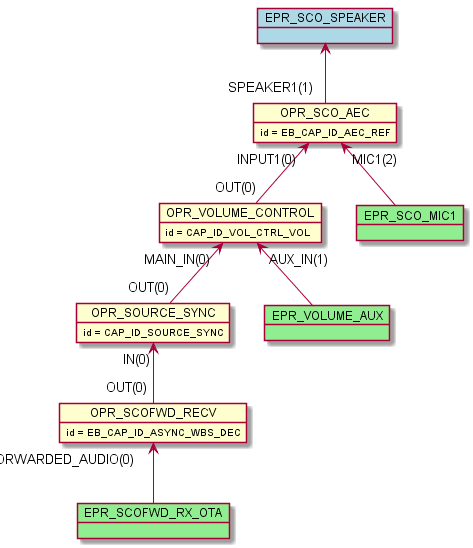 EPR_SCO_SPEAKER
SPEAKER1(1)
OPR_SCO_AEC
id = EB_CAP_ID_AEC_REF
INPUT1(0)
MIC1(2)
OUT(0)
OPR_VOLUME_CONTROL
id = CAP_ID_VOL_CTRL_VOL
EPR_SCO_MIC1
MAIN_IN(0)
AUX_IN(1)
OUT(0)
OPR_SOURCE_SYNC
id = CAP_ID_SOURCE_SYNC
EPR_VOLUME_AUX
IN(0)
OUT(0)
OPR_SCOFWD_RECV
id = EB_CAP_ID_ASYNC_WBS_DEC
ORWARDED_AUDIO(0)
EPR_SCOFWD_RX_OTA